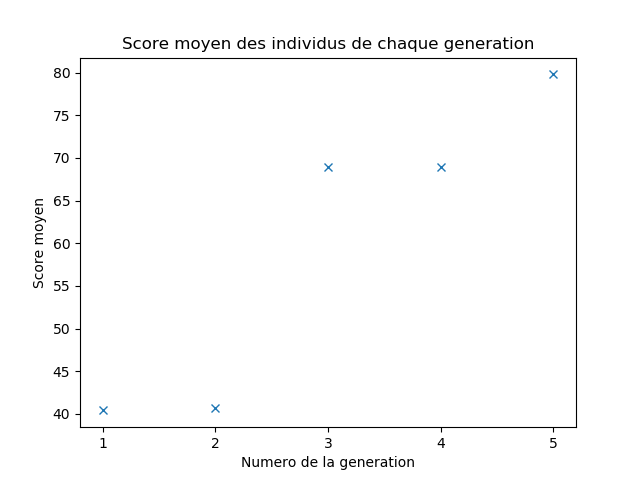 Score moyen des individus de chaque generation
80
75
70
65
60
55
50
45
40
Score moyen
1 2 3 4 5
Numero de la generation